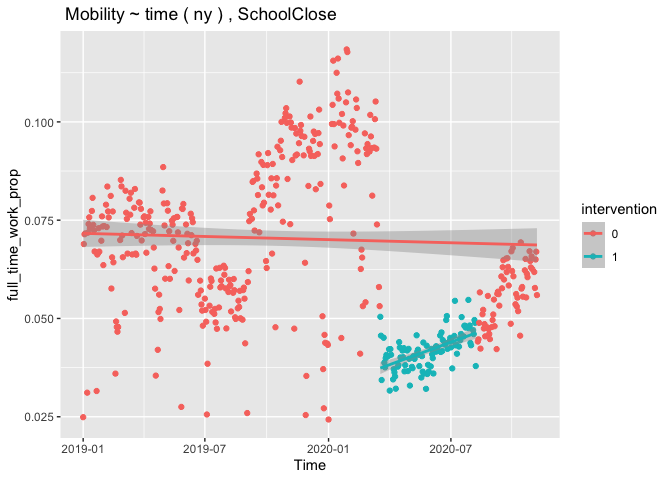 Mobility ~ time ( ny ) , SchoolClose
full_time_work_prop
0.100
0.075
0.050
0.025
2019-01
2019-07
2020-01
2020-07
Time
intervention
0
1